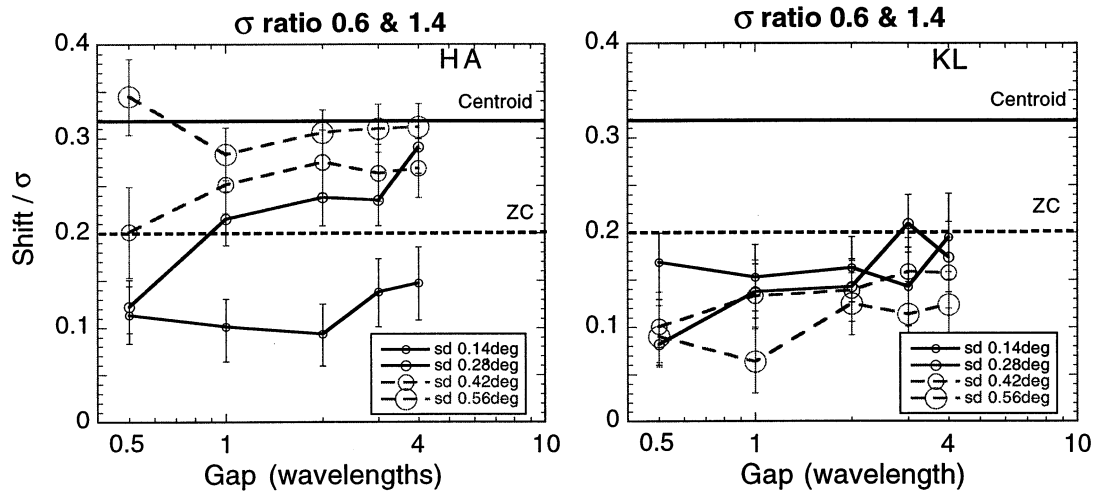 σ ratio 0.6 & 1.4
0.4
0.3
0.2
0.1
0
Shift / σ
HA
Centroid
ZC
sd 0.14deg
sd 0.28deg
sd 0.42deg
sd 0.56deg
0.5 1 2 4 10
Gap (wavelengths)
σ ratio 0.6 & 1.4
0.4
0.3
0.2
0.1
0
KL
Centroid
ZC
sd 0.14deg
sd 0.28deg
sd 0.42deg
sd 0.56deg
0.5 1 2 4 10
Gap (wavelength)